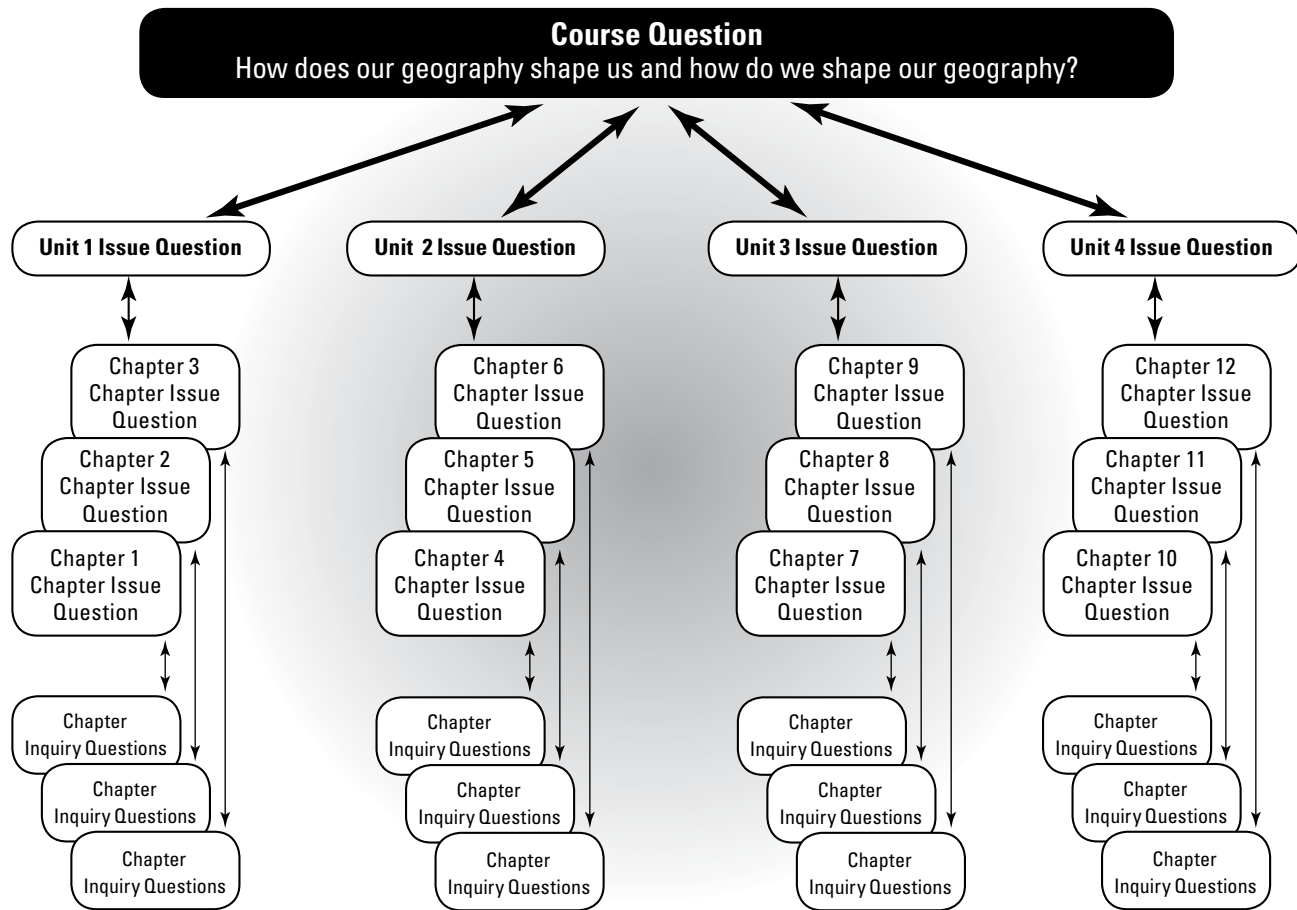 Course Question
How does our geography shape us and how do we shape our geography?
Unit 1 Issue Question
Unit 2 Issue Question
Unit 3 Issue Question
Unit 4 Issue Question
Chapter 3
Chapter Issue
Question
Chapter 2
Chapter Issue
Question
Chapter 1
Chapter Issue
Question
Chapter
Inquiry Questions
Chapter
Inquiry Questions
Chapter
Inquiry Questions
Chapter 6
Chapter Issue
Question
Chapter 5
Chapter Issue
Question
Chapter 4
Chapter Issue
Question
Chapter
Inquiry Questions
Chapter
Inquiry Questions
Chapter
Inquiry Questions
Chapter 9
Chapter Issue
Question
Chapter 8
Chapter Issue
Question
Chapter 7
Chapter Issue
Question
Chapter
Inquiry Questions
Chapter
Inquiry Questions
Chapter
Inquiry Questions
Chapter 12
Chapter Issue
Question
Chapter 11
Chapter Issue
Question
Chapter 10
Chapter Issue
Question
Chapter
Inquiry Questions
Chapter
Inquiry Questions
Chapter
Inquiry Questions